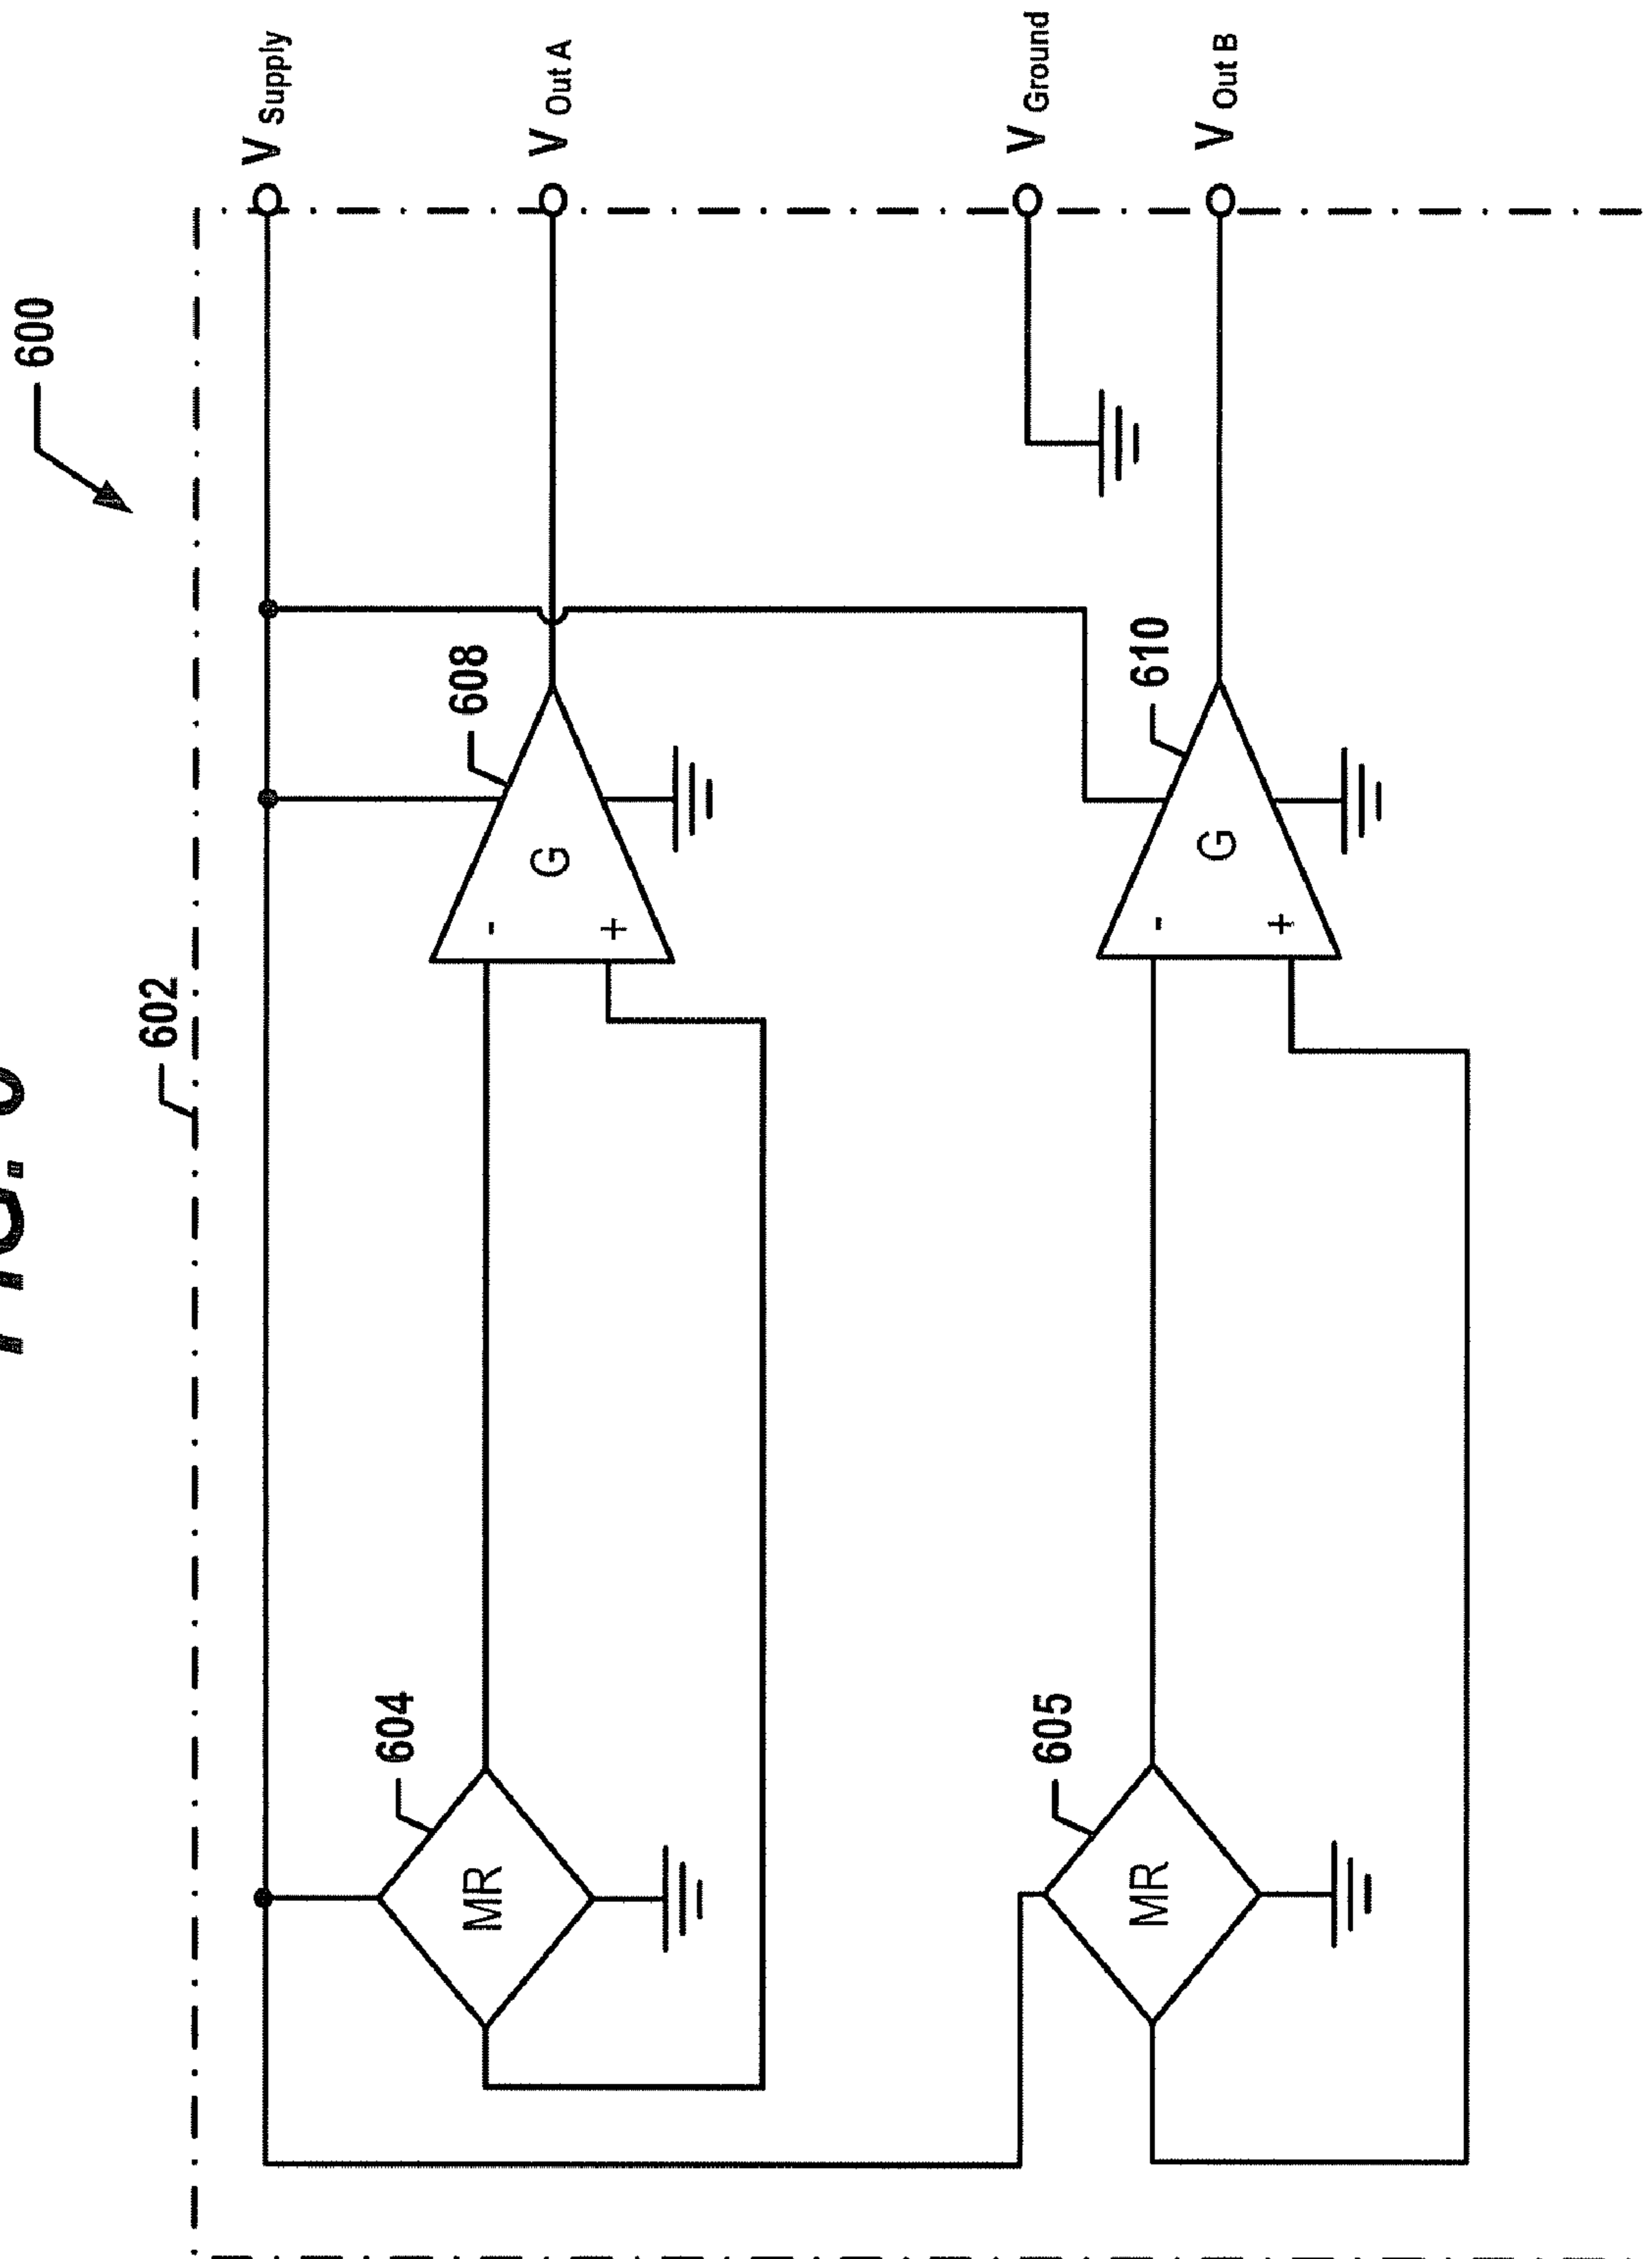 600
602
V Supply
V Out A
V Ground
V Out B
608
G
-
+
610
G
-
+
604
MR
605
MR